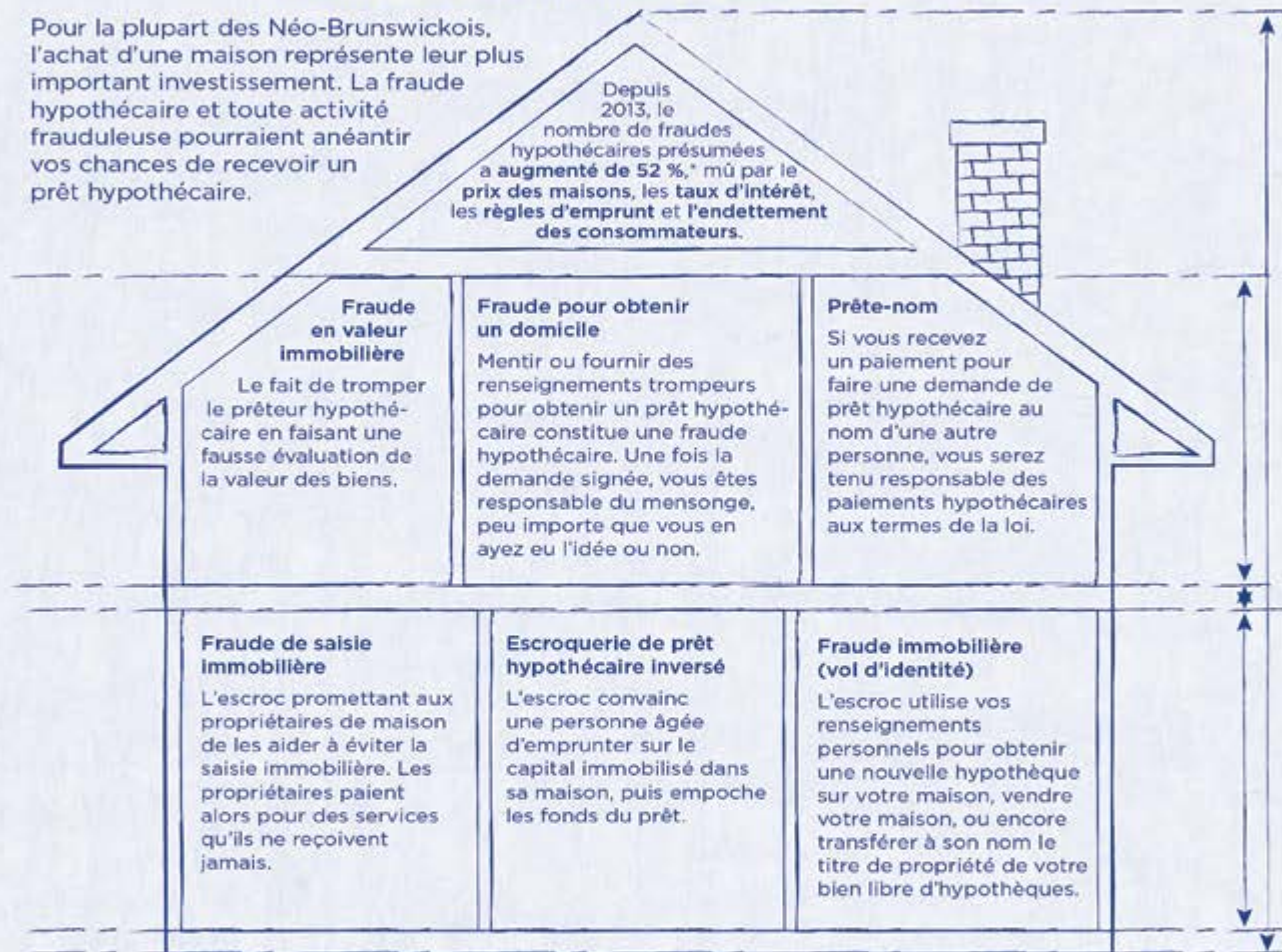 Pour la plupart des Néo-Brunswickois,
l'achat d'une maison représente leur plus
important investissement. La fraude
hypothécaire et toute activité
frauduleuse pourraient anéantir
vos chances de recevoir un
prêt hypothécaire.
Depuis
2013, le
nombre de fraudes
hypothécaires présumées
a augmenté de 52 %,* mû par le
prix des maisons, les taux d'intérêt,
les règles d'emprunt et l'endettement
des consommateurs.
Fraude
en valeur
immobilière
Le fait de tromper
le prêteur hypothé-
caire en faisant une
fausse évaluation de
la valeur des biens.
Fraude pour obtenir
un domicile
Mentir ou fournir des
renseignements trompeurs
pour obtenir un prêt hypothé-
caire constitue une fraude
hypothécaire. Une fois la
demande signée, vous êtes
responsable du mensonge,
peu importe que vous en
ayez eu l'idée ou non.
Prête-nom
Si vous recevez
un paiement pour
faire une demande de
prêt hypothécaire au
nom d'une autre
personne, vous serez
tenu responsable des
paiements hypothécaires
aux termes de la loi.
Fraude de saisie
immobilière
L'escroc promettant aux
propriétaires de maison
de les aider à éviter la
saisie immobilière. Les
propriétaires paient
alors pour des services
qu'ils ne reçoivent
jamais.
Escroquerie de prêt
hypothécaire inversé
L'escroc convainc
une personne âgée
d'emprunter sur le
capital immobilisé dans
sa maison, puis empoche
les fonds du prêt.
Fraude immobilière
(vol d'identité)
L'escroc utilise vos
renseignements
personnels pour obtenir
une nouvelle hypothèque
sur votre maison, vendre
votre maison, ou encore
transférer à son nom le
titre de propriété de votre
bien libre d'hypothèques.